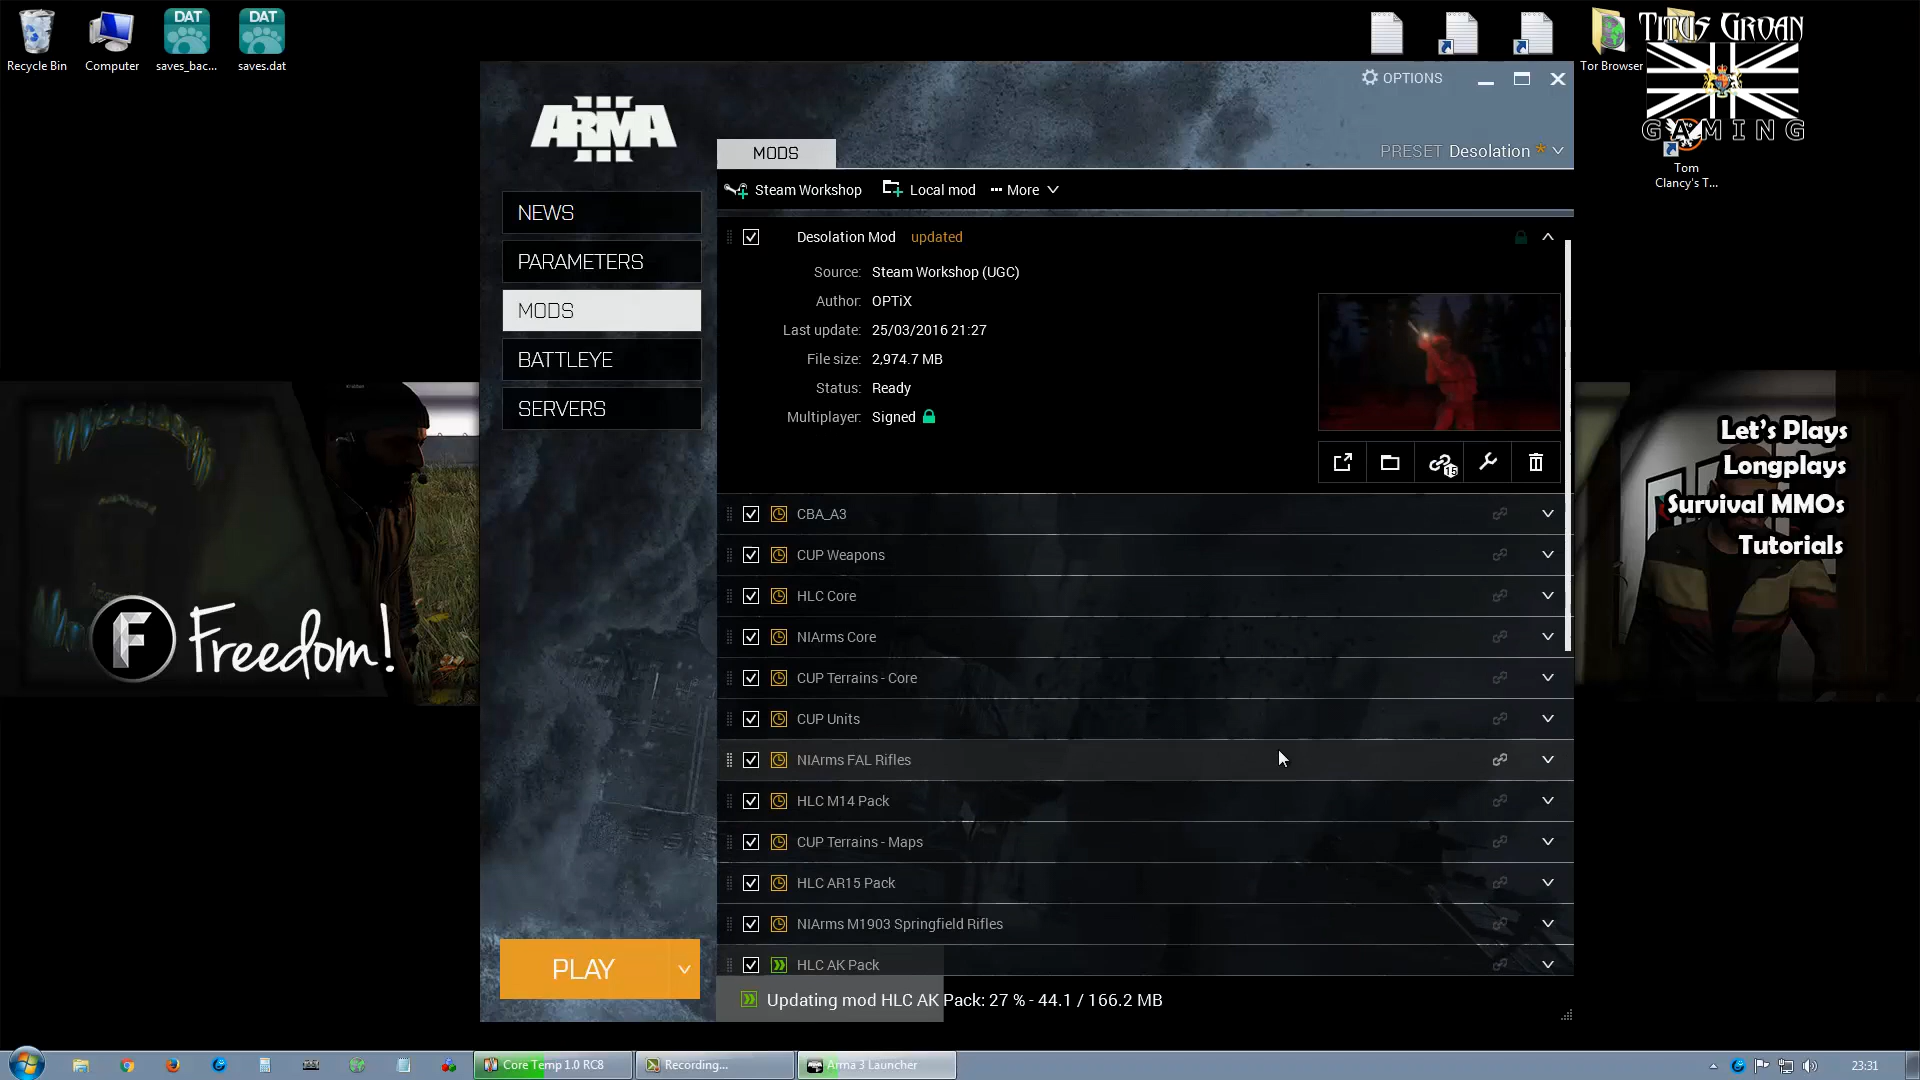 DAT
DAT
Recycle Bin
Computer
saves_bac...
saves.dat
Tor Browser
TITUS GROAN
GAMING
Tom
Clancy's T...
OPTIONS
ARMA III
MODS
PRESET Desolation *
Steam Workshop
Local mod
... More
NEWS
PARAMETERS
MODS
BATTLEYE
SERVERS
Desolation Mod updated
Source: Steam Workshop (UGC)
Author: OPTiX
Last update: 25/03/2016 21:27
File size: 2,974.7 MB
Status: Ready
Multiplayer: Signed
15
CBA_A3
CUP Weapons
HLC Core
NIArms Core
CUP Terrains - Core
CUP Units
NIArms FAL Rifles
HLC M14 Pack
CUP Terrains - Maps
HLC AR15 Pack
NIArms M1903 Springfield Rifles
HLC AK Pack
PLAY
Updating mod HLC AK Pack: 27 % - 44.1 / 166.2 MB
F Freedom!
Let's Plays
Longplays
Survival MMOs
Tutorials
Core Temp 1.0 RC8
Recording...
Arma 3 Launcher
23:31